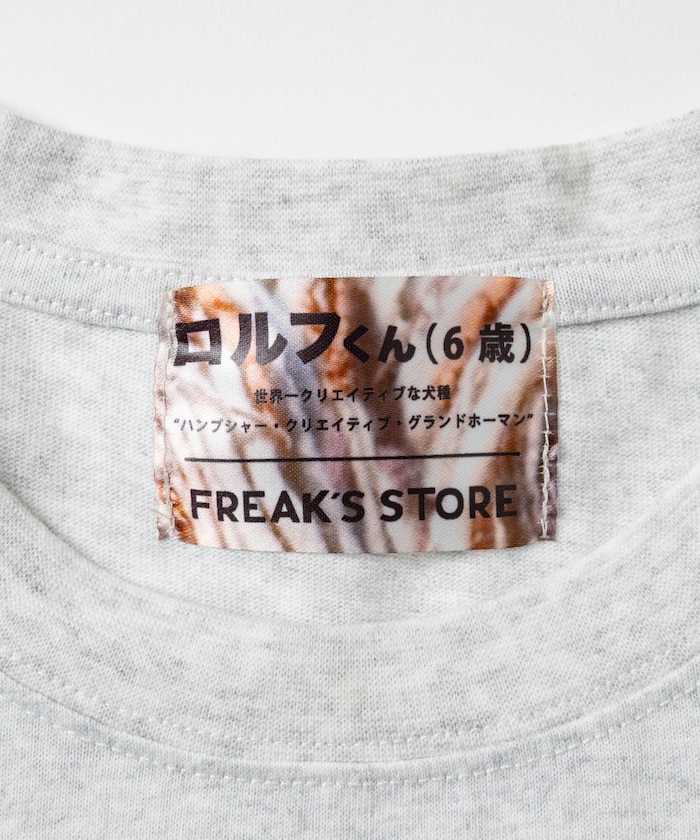 ロルフくん（6歳）
世界一クリエイティブな犬種
“ハンプシャー・クリエイティブ・グランドホーマン”
FREAK'S STORE